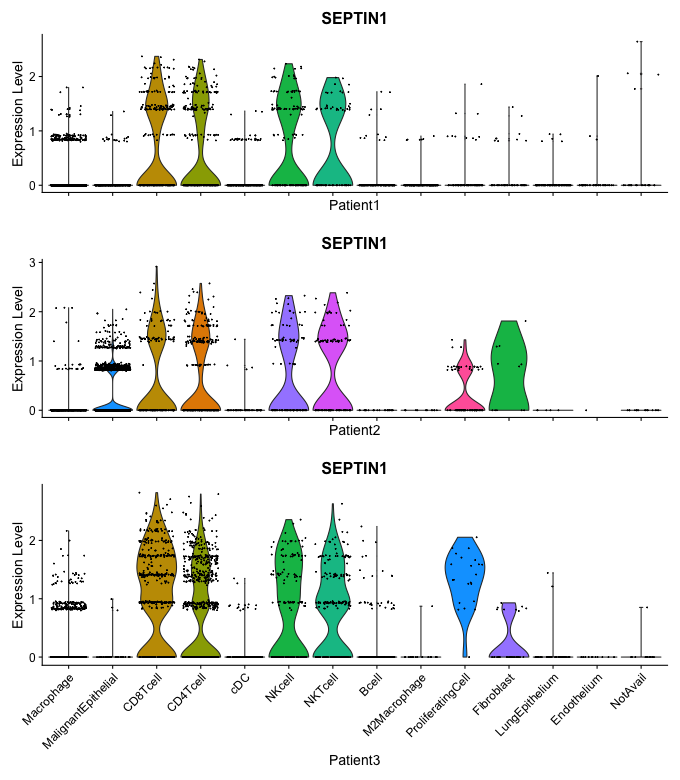 SEPTIN1
Expression Level
2
1
0
Patient1
SEPTIN1
Expression Level
3
2
1
0
Patient2
SEPTIN1
Expression Level
2
1
0
Macrophage
MalignantEpithelial
CD8Tcell
CD4Tcell
cDC
NKcell
NKTcell
Bcell
M2Macrophage
ProliferatingCell
Fibroblast
LungEpithelium
Endothelium
NotAvail
Patient3